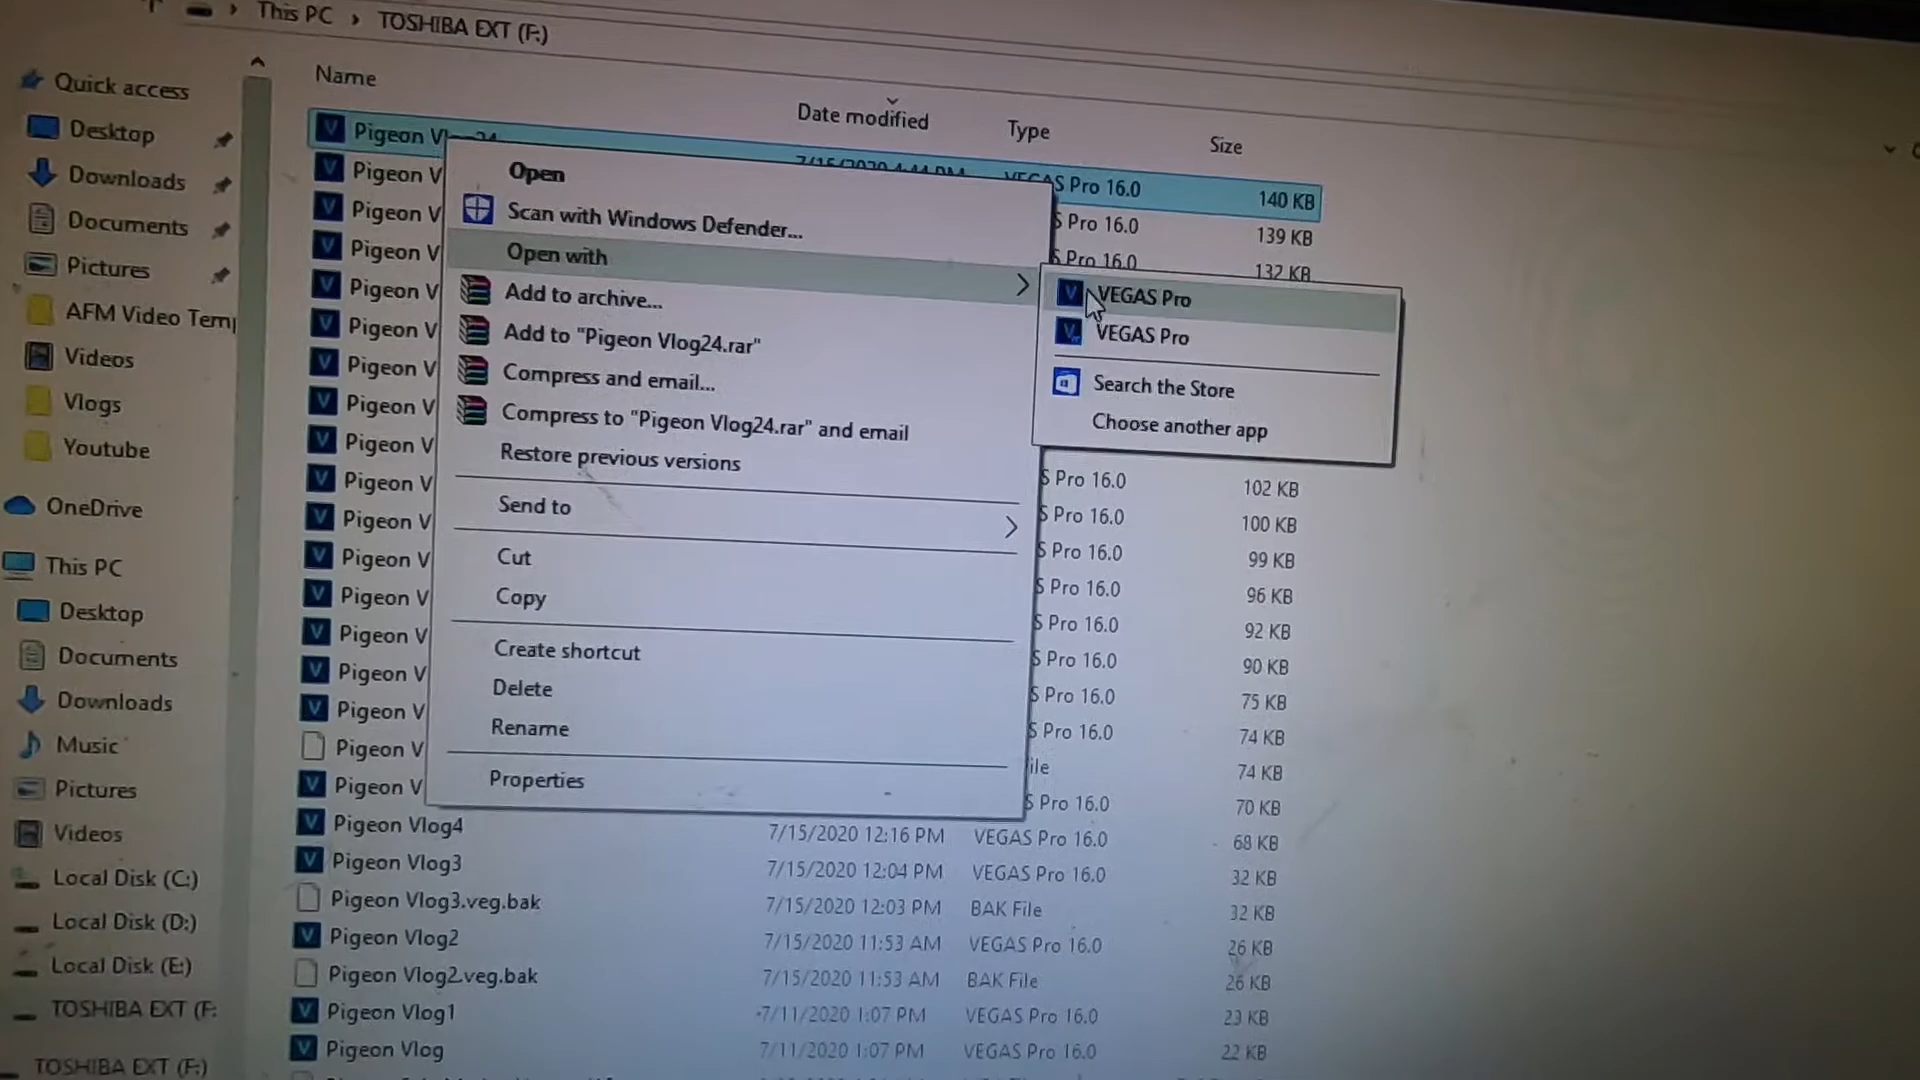 This PC › TOSHIBA EXT (F:)
Name
Date modified
Type
Size
Quick access
Desktop
Downloads
Documents
Pictures
AFM Video Temp
Videos
Vlogs
Youtube
OneDrive
This PC
Desktop
Documents
Downloads
Music
Pictures
Videos
Local Disk (C:)
Local Disk (D:)
Local Disk (E:)
TOSHIBA EXT (F:
TOSHIBA EXT (F:)
Pigeon Vlog24 7/15/2020 4:44 PM VEGAS Pro 16.0 140 KB
Pigeon V S Pro 16.0 139 KB
Pigeon V S Pro 16.0 132 KB
Pigeon V
Pigeon V
Pigeon V
Pigeon V
Pigeon V
Pigeon V
Pigeon V S Pro 16.0 102 KB
Pigeon V S Pro 16.0 100 KB
Pigeon V S Pro 16.0 99 KB
Pigeon V S Pro 16.0 96 KB
Pigeon V S Pro 16.0 92 KB
Pigeon V S Pro 16.0 90 KB
Pigeon V S Pro 16.0 75 KB
Pigeon V S Pro 16.0 74 KB
Pigeon V ile 74 KB
Pigeon V S Pro 16.0 70 KB
Pigeon Vlog4 7/15/2020 12:16 PM VEGAS Pro 16.0 68 KB
Pigeon Vlog3 7/15/2020 12:04 PM VEGAS Pro 16.0 32 KB
Pigeon Vlog3.veg.bak 7/15/2020 12:03 PM BAK File 32 KB
Pigeon Vlog2 7/15/2020 11:53 AM VEGAS Pro 16.0 26 KB
Pigeon Vlog2.veg.bak 7/15/2020 11:53 AM BAK File 26 KB
Pigeon Vlog1 7/11/2020 1:07 PM VEGAS Pro 16.0 23 KB
Pigeon Vlog 7/11/2020 1:07 PM VEGAS Pro 16.0 22 KB
Open
Scan with Windows Defender...
Open with
Add to archive...
Add to "Pigeon Vlog24.rar"
Compress and email...
Compress to "Pigeon Vlog24.rar" and email
Restore previous versions
Send to
Cut
Copy
Create shortcut
Delete
Rename
Properties
VEGAS Pro
VEGAS Pro
Search the Store
Choose another app